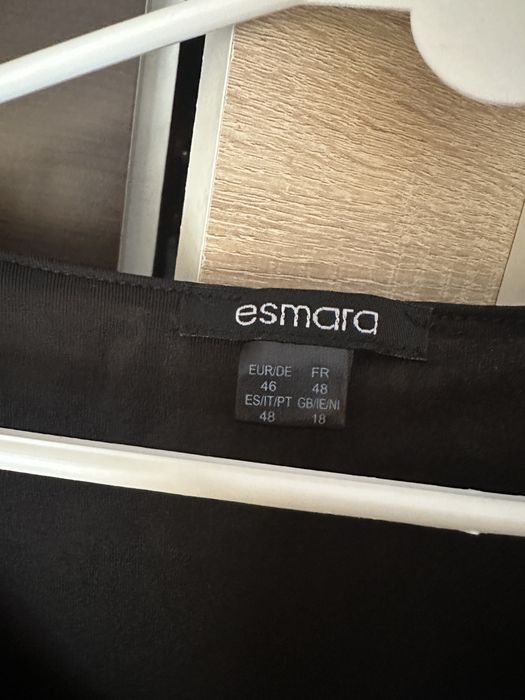 esmara
EUR/DE FR
46 48
ES/IT/PT GB/IE/NI
48 18